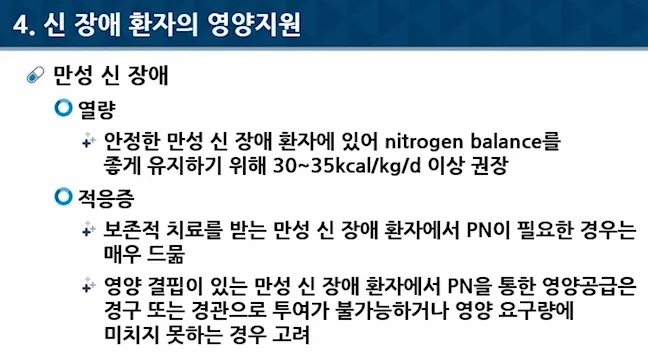 4. 신 장애 환자의 영양지원
만성 신 장애
열량
안정한 만성 신 장애 환자에 있어 nitrogen balance를
좋게 유지하기 위해 30~35kcal/kg/d 이상 권장
적응증
보존적 치료를 받는 만성 신 장애 환자에서 PN이 필요한 경우는
매우 드묾
영양 결핍이 있는 만성 신 장애 환자에서 PN을 통한 영양공급은
경구 또는 경관으로 투여가 불가능하거나 영양 요구량에
미치지 못하는 경우 고려